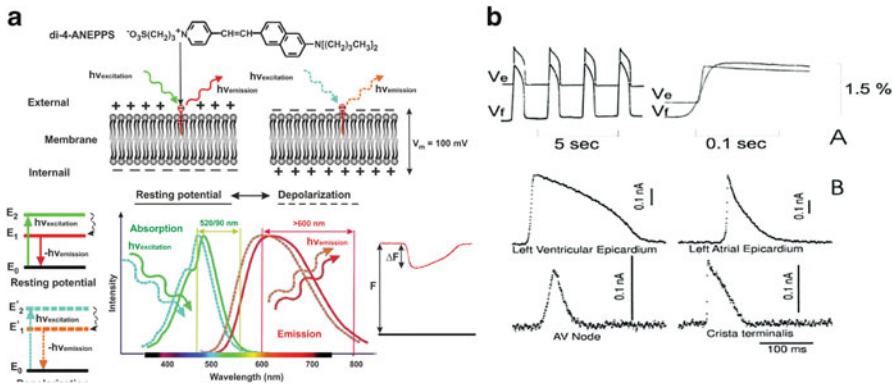 a
di-4-ANEPPS
⁻O₃S(CH₂)₃⁺N
CH=CH
N[(CH₂)₃CH₃]₂
hνexcitation
hνemission
hνexcitation
hνemission
External
+ + + + + + + +
Membrane
Vm = 100 mV
Internail
+ + + + + + + + +
Resting potential
Depolarization
E₂
hνexcitation
E₁
-hνemission
E₀
Resting potential
E'₂
hνexcitation
E'₁
-hνemission
E₀
Depolarization
Absorption
520/90 nm
>600 nm
hνexcitation
hνemission
Intensity
Emission
400 500 600 700 800
Wavelength (nm)
ΔF
F
b
Ve
Vf
Ve
Vf
1.5 %
5 sec
0.1 sec
A
B
0.1 nA
0.1 nA
Left Ventricular Epicardium
Left Atrial Epicardium
0.1 nA
0.1 nA
AV Node
Crista terminalis
100 ms